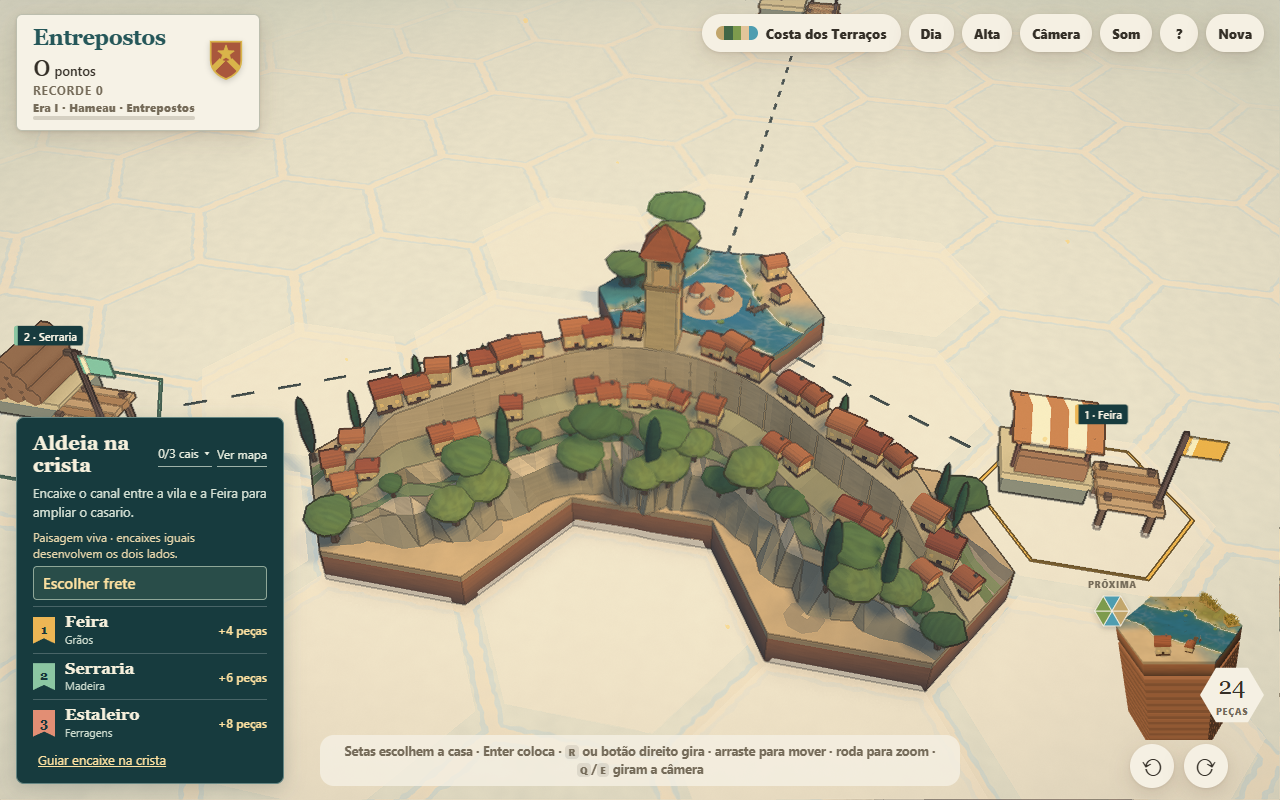 Entrepostos
0 pontos
RECORDE 0
Era I · Hameau · Entrepostos
Costa dos Terraços
Dia
Alta
Câmera
Som
?
Nova
2 · Serraria
1 · Feira
Aldeia na crista
0/3 cais
Ver mapa
Encaixe o canal entre a vila e a Feira para
ampliar o casario.
Paisagem viva · encaixes iguais
desenvolvem os dois lados.
Escolher frete
1 Feira +4 peças
Grãos
2 Serraria +6 peças
Madeira
3 Estaleiro +8 peças
Ferragens
Guiar encaixe na crista
PRÓXIMA
24
PEÇAS
Setas escolhem a casa · Enter coloca · R ou botão direito gira · arraste para mover · roda para zoom ·
Q / E giram a câmera